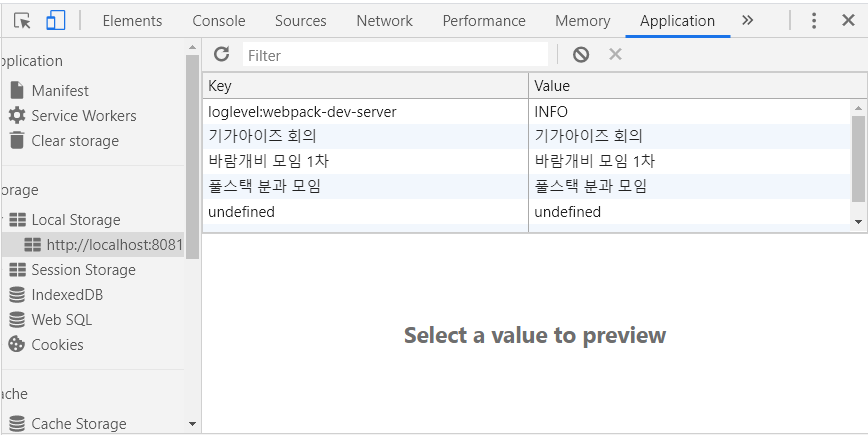 Elements Console Sources Network Performance Memory Application »
pplication
Manifest
Service Workers
Clear storage
orage
Local Storage
http://localhost:8081
Session Storage
IndexedDB
Web SQL
Cookies
ache
Cache Storage
Filter
Key Value
loglevel:webpack-dev-server INFO
기가아이즈 회의 기가아이즈 회의
바람개비 모임 1차 바람개비 모임 1차
풀스택 분과 모임 풀스택 분과 모임
undefined undefined
Select a value to preview